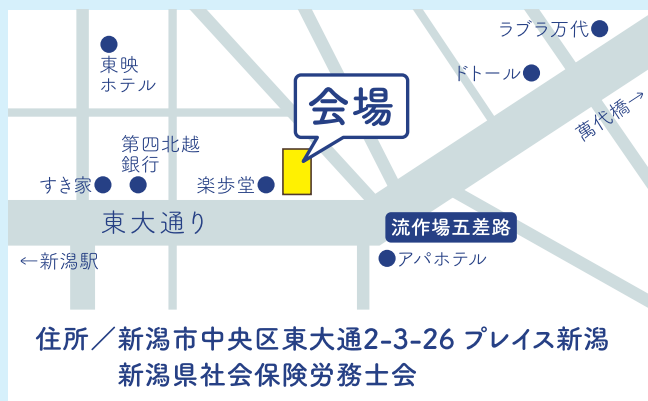 ラブラ万代
東映
ホテル
ドトール
会場
萬代橋→
第四北越
銀行
すき家
楽歩堂
東大通り
流作場五差路
←新潟駅
アパホテル
住所／新潟市中央区東大通2-3-26 プレイス新潟
新潟県社会保険労務士会